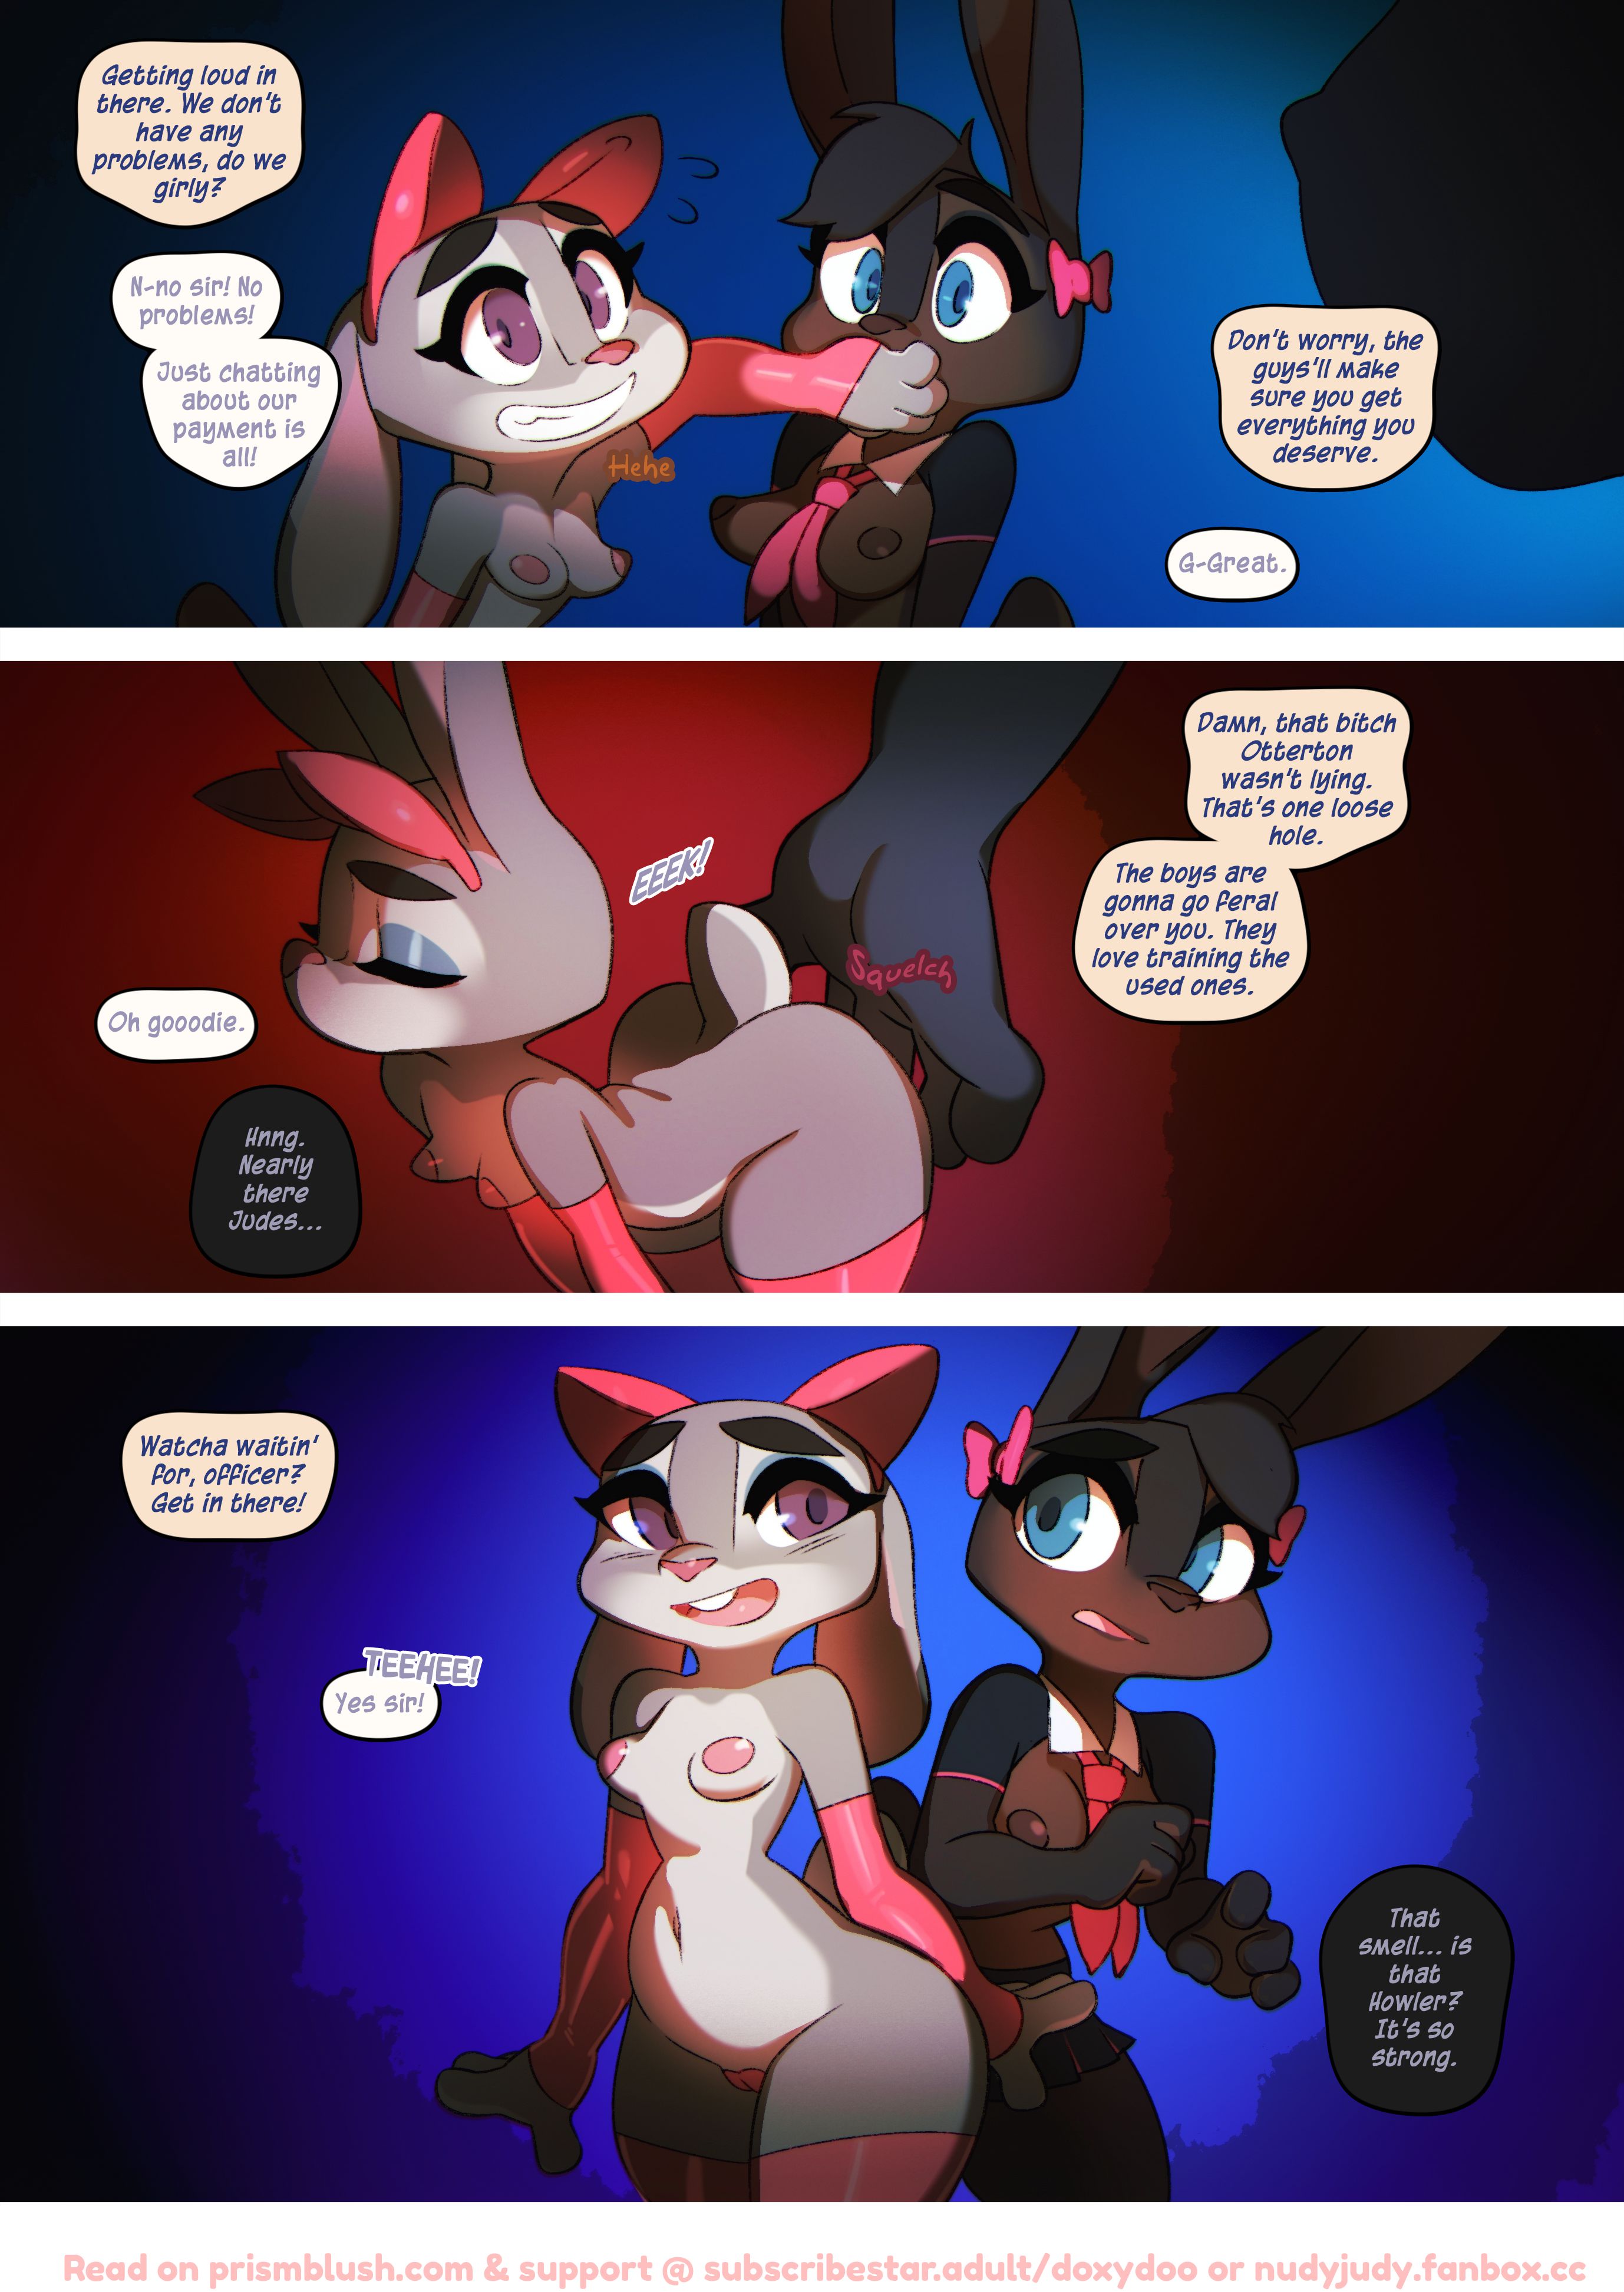 Getting loud in
there. We don't
have any
problems, do we
girly?
N-no sir! No
problems!
Just chatting
about our
payment is
all!
Hehe
Don't worry, the
guys'll make
sure you get
everything you
deserve.
G-Great.
Damn, that bitch
Otterton
wasn't lying.
That's one loose
hole.
The boys are
gonna go feral
over you. They
love training the
used ones.
EEEK!
Squelch
Oh gooodie.
Hnng.
Nearly
there
Judes...
Watcha waitin'
for, officer?
Get in there!
TEEHEE!
Yes sir!
That
smell... is
that
Howler?
It's so
strong.
Read on prismblush.com & support @ subscribestar.adult/doxydoo or nudyjudy.fanbox.cc